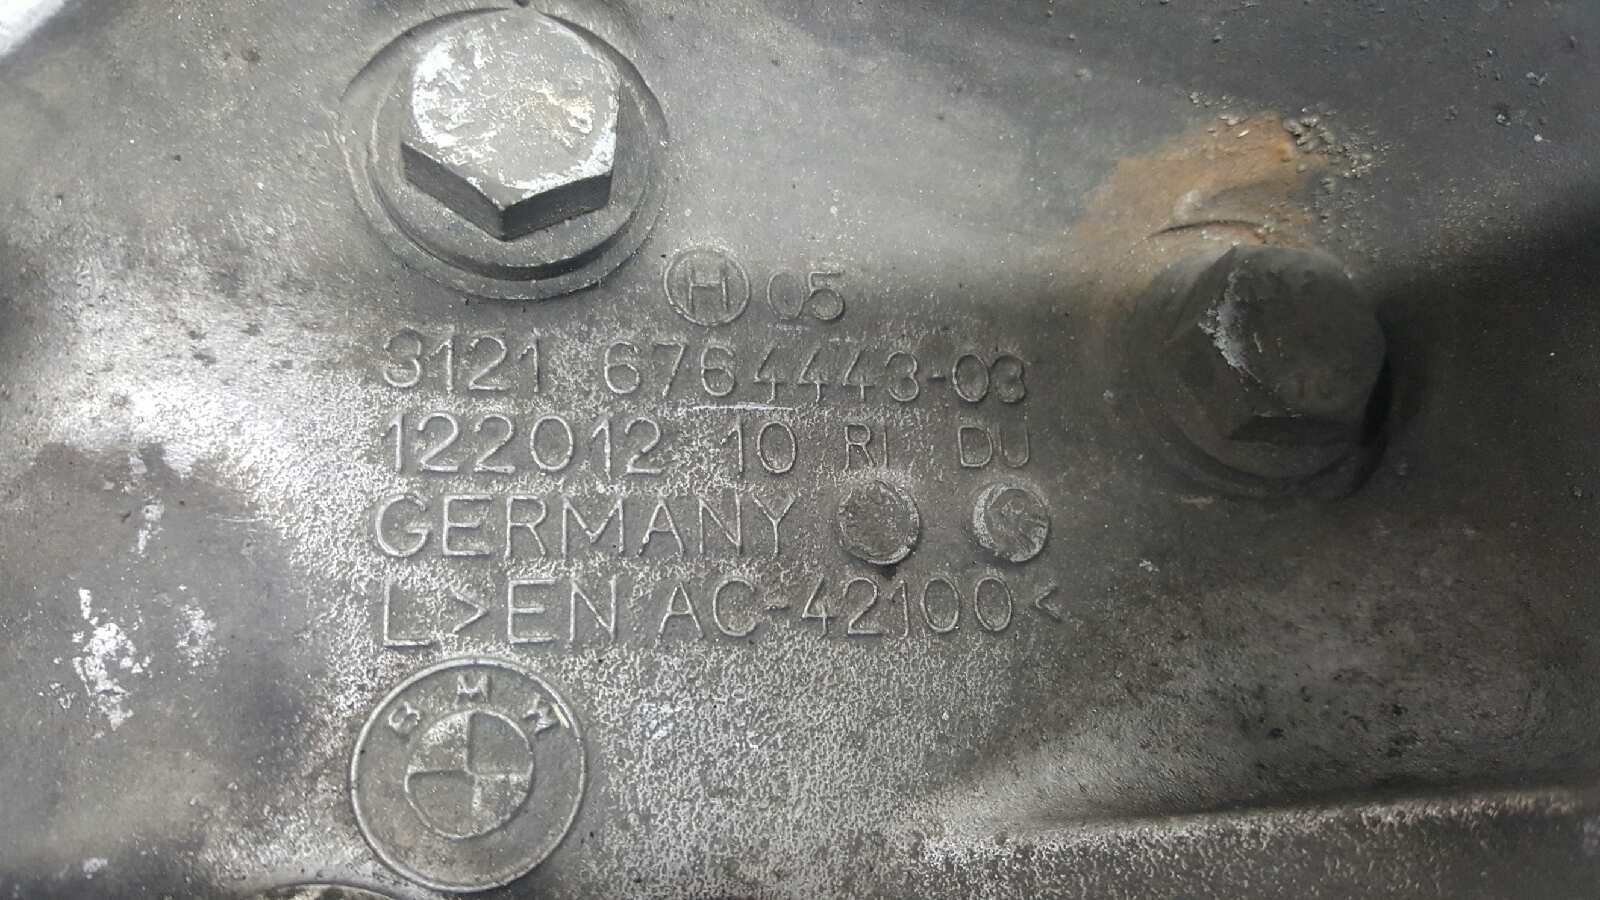 H 05
3121 6764443-03
122012 10 RI DU
GERMANY
L >EN AC-42100<
BMW